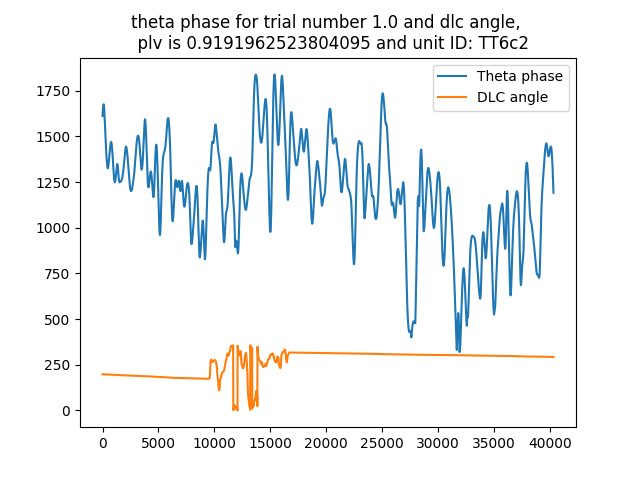 theta phase for trial number 1.0 and dlc angle,
plv is 0.9191962523804095 and unit ID: TT6c2
Theta phase
DLC angle
1750
1500
1250
1000
750
500
250
0
0 5000 10000 15000 20000 25000 30000 35000 40000